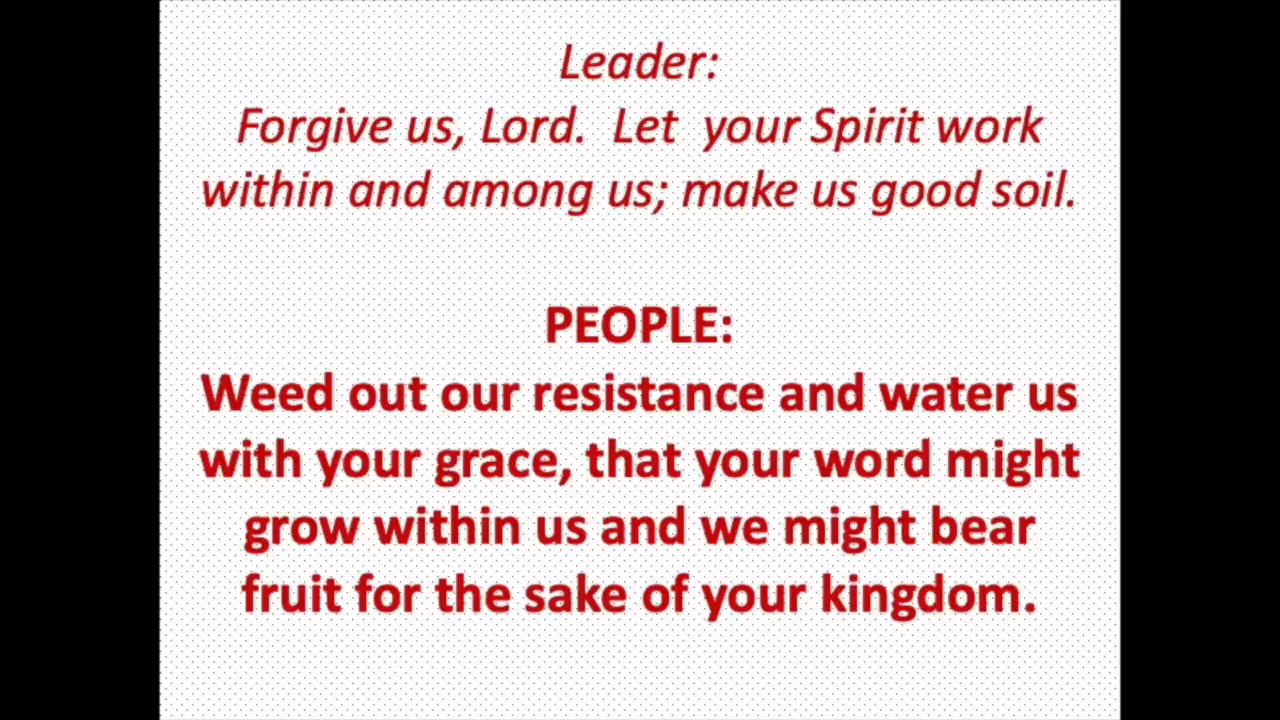 Leader:
Forgive us, Lord.  Let  your Spirit work
within and among us; make us good soil.
PEOPLE:
Weed out our resistance and water us
with your grace, that your word might
grow within us and we might bear
fruit for the sake of your kingdom.